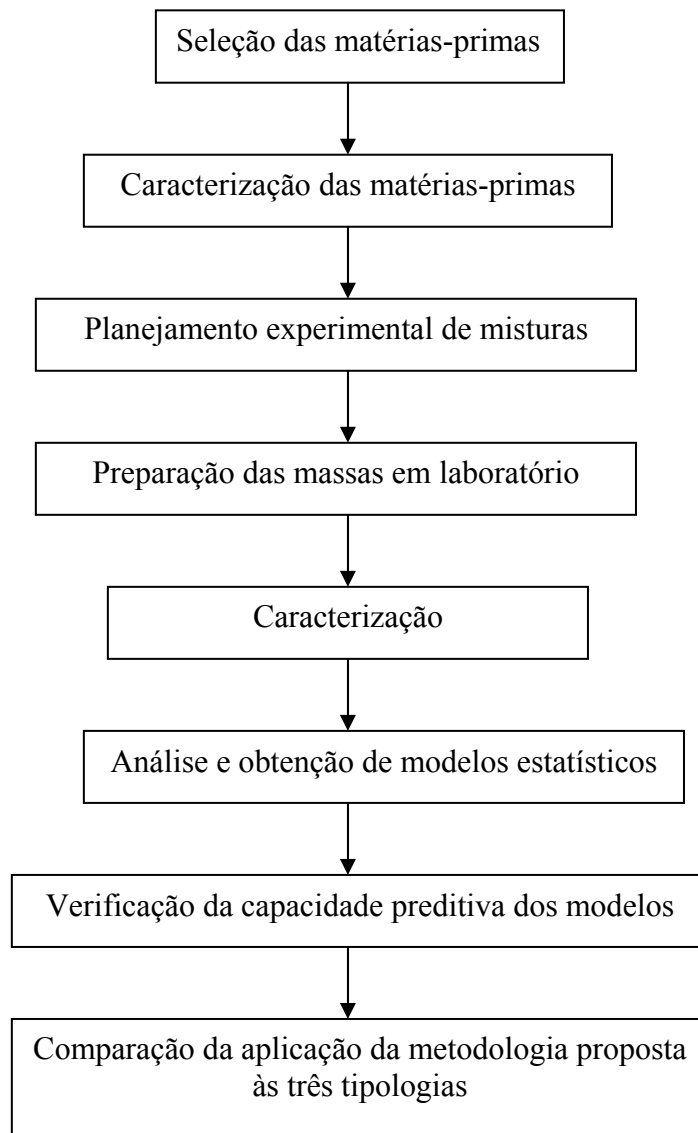 Seleção das matérias-primas
Caracterização das matérias-primas
Planejamento experimental de misturas
Preparação das massas em laboratório
Caracterização
Análise e obtenção de modelos estatísticos
Verificação da capacidade preditiva dos modelos
Comparação da aplicação da metodologia proposta
às três tipologias